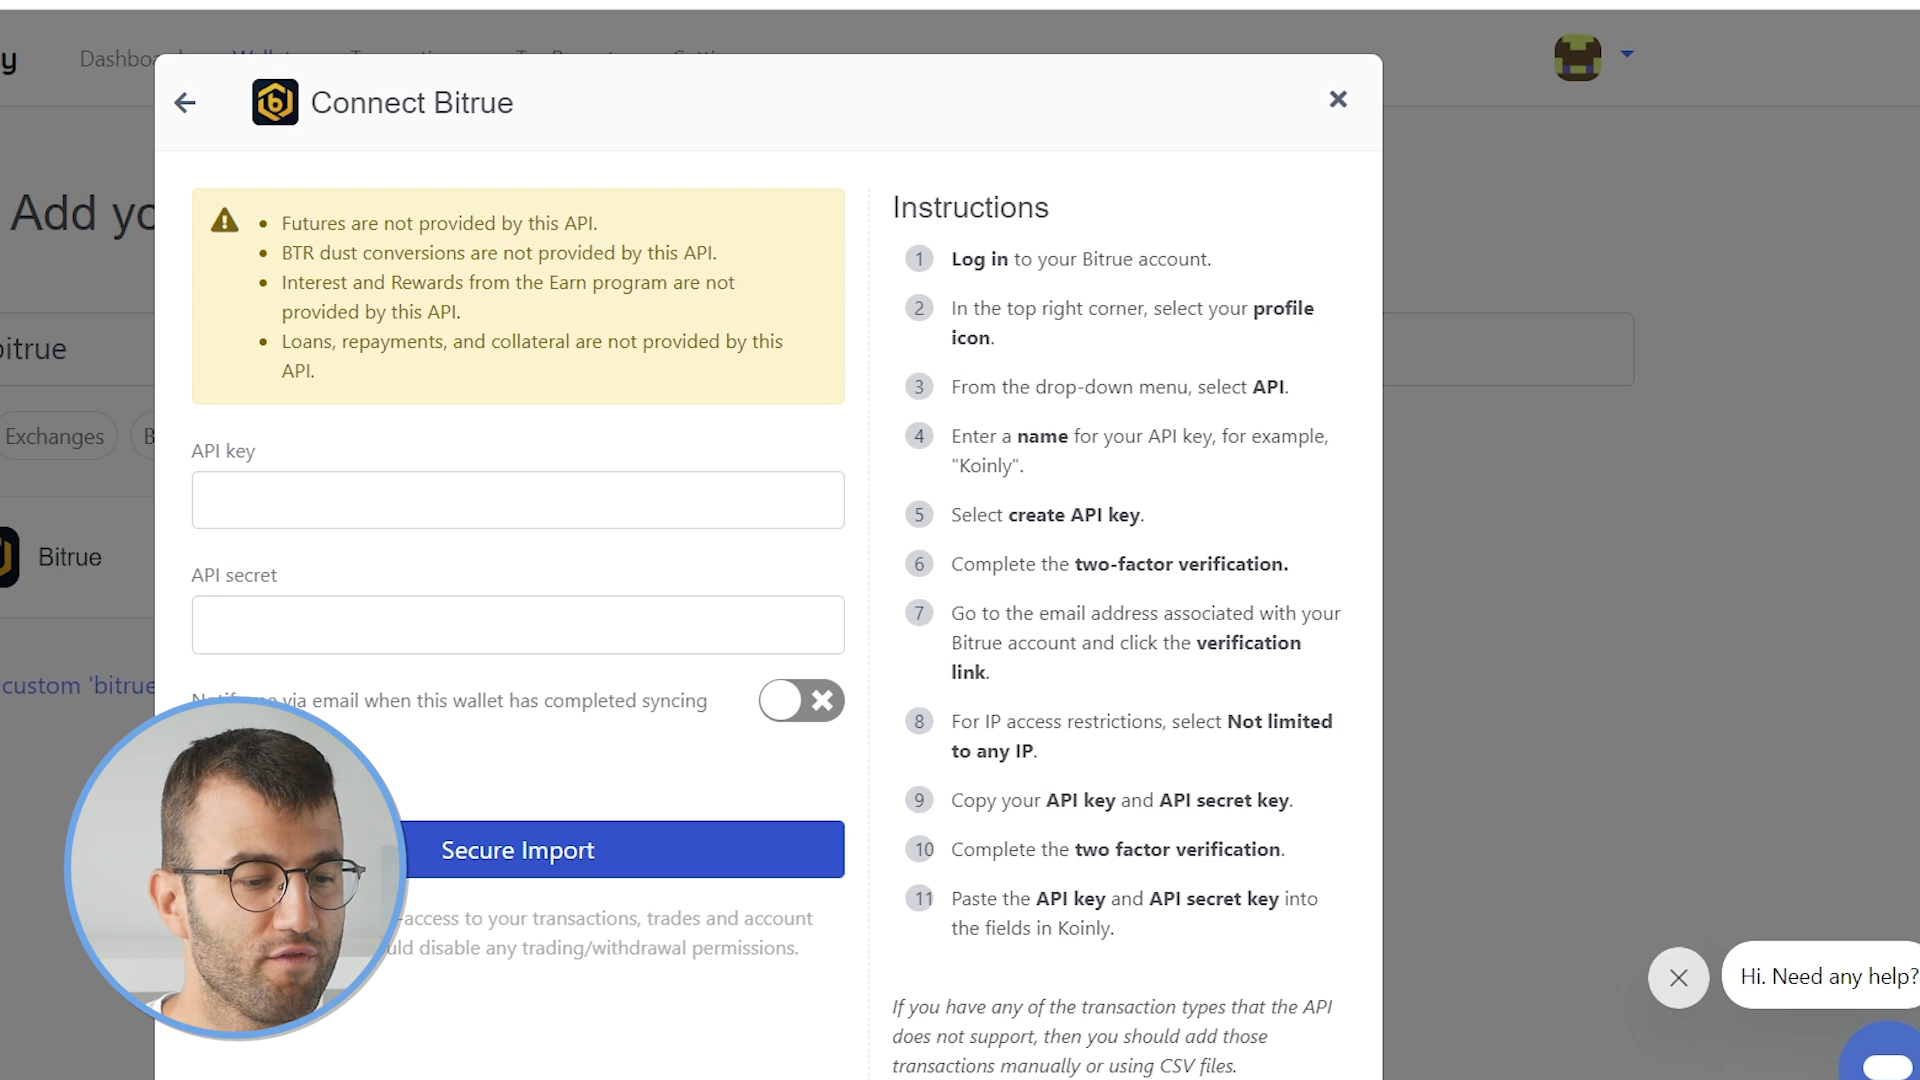 y
Connect Bitrue
Add yo
Futures are not provided by this API.
BTR dust conversions are not provided by this API.
Interest and Rewards from the Earn program are not
provided by this API.
Loans, repayments, and collateral are not provided by this
API.
bitrue
Exchanges
B
Bitrue
custom 'bitrue
API key
API secret
via email when this wallet has completed syncing
Secure Import
-access to your transactions, trades and account
uld disable any trading/withdrawal permissions.
Instructions
1 Log in to your Bitrue account.
2 In the top right corner, select your profile
icon.
3 From the drop-down menu, select API.
4 Enter a name for your API key, for example,
"Koinly".
5 Select create API key.
6 Complete the two-factor verification.
7 Go to the email address associated with your
Bitrue account and click the verification
link.
8 For IP access restrictions, select Not limited
to any IP.
9 Copy your API key and API secret key.
10 Complete the two factor verification.
11 Paste the API key and API secret key into
the fields in Koinly.
If you have any of the transaction types that the API
does not support, then you should add those
transactions manually or using CSV files.
Hi. Need any help?